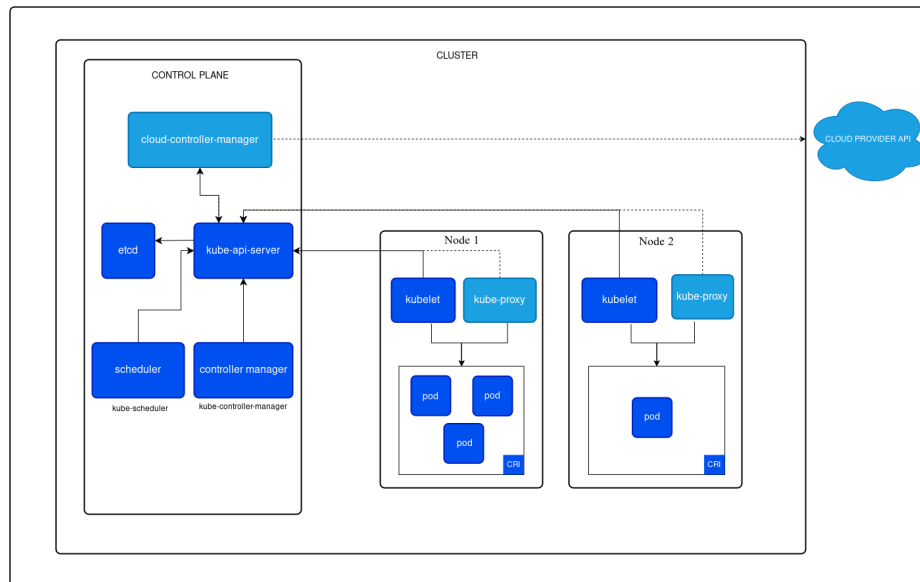 CLUSTER
CONTROL PLANE
cloud-controller-manager
CLOUD PROVIDER API
etcd
kube-api-server
scheduler
kube-scheduler
controller manager
kube-controller-manager
Node 1
kubelet
kube-proxy
pod
pod
pod
CRI
Node 2
kubelet
kube-proxy
pod
CRI